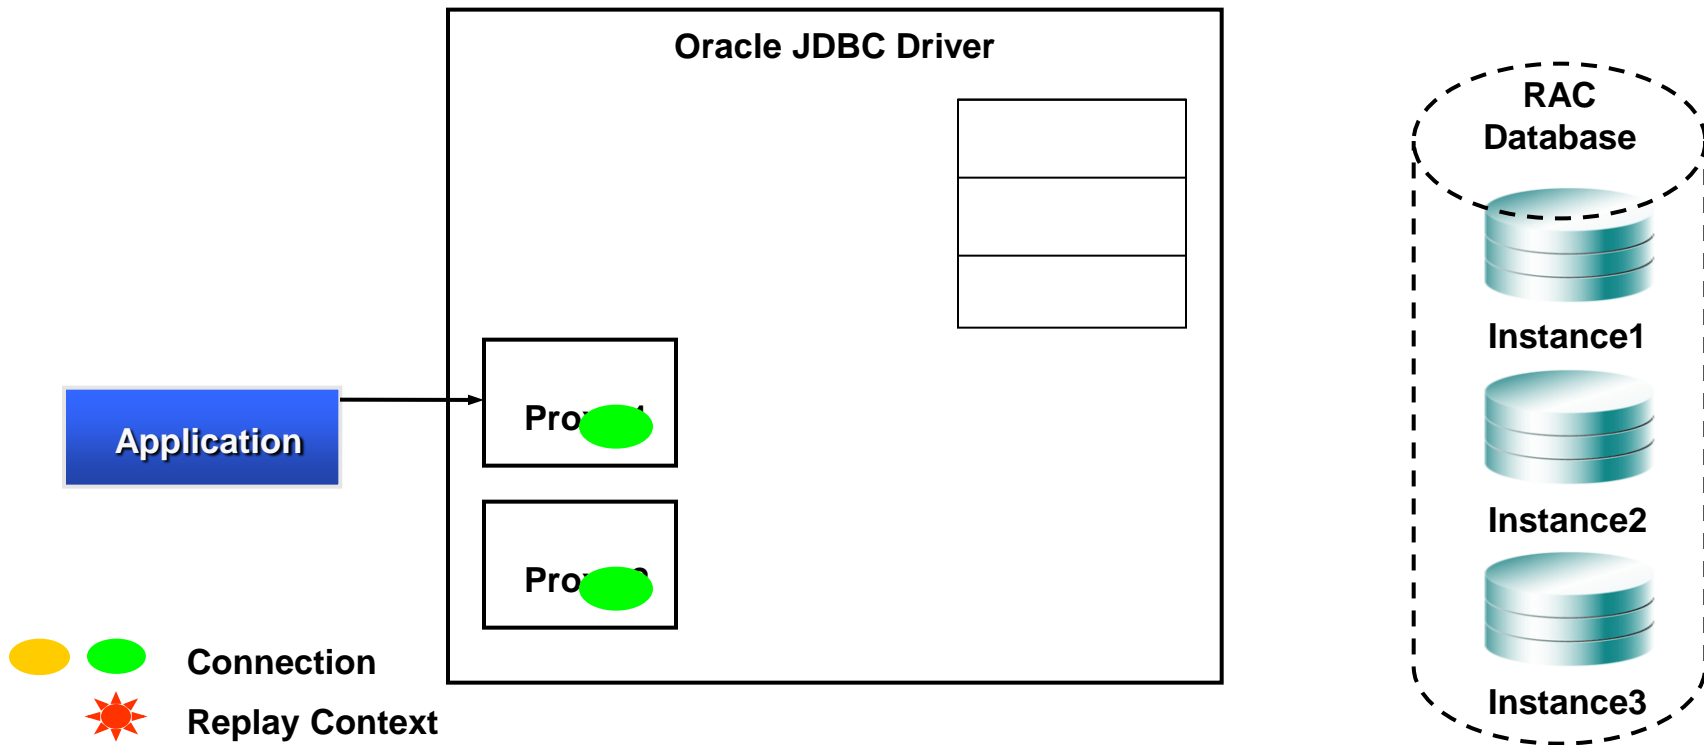 Oracle JDBC Driver
RAC
Database
Instance1
Application
Instance2
Connection
Replay Context
Instance3